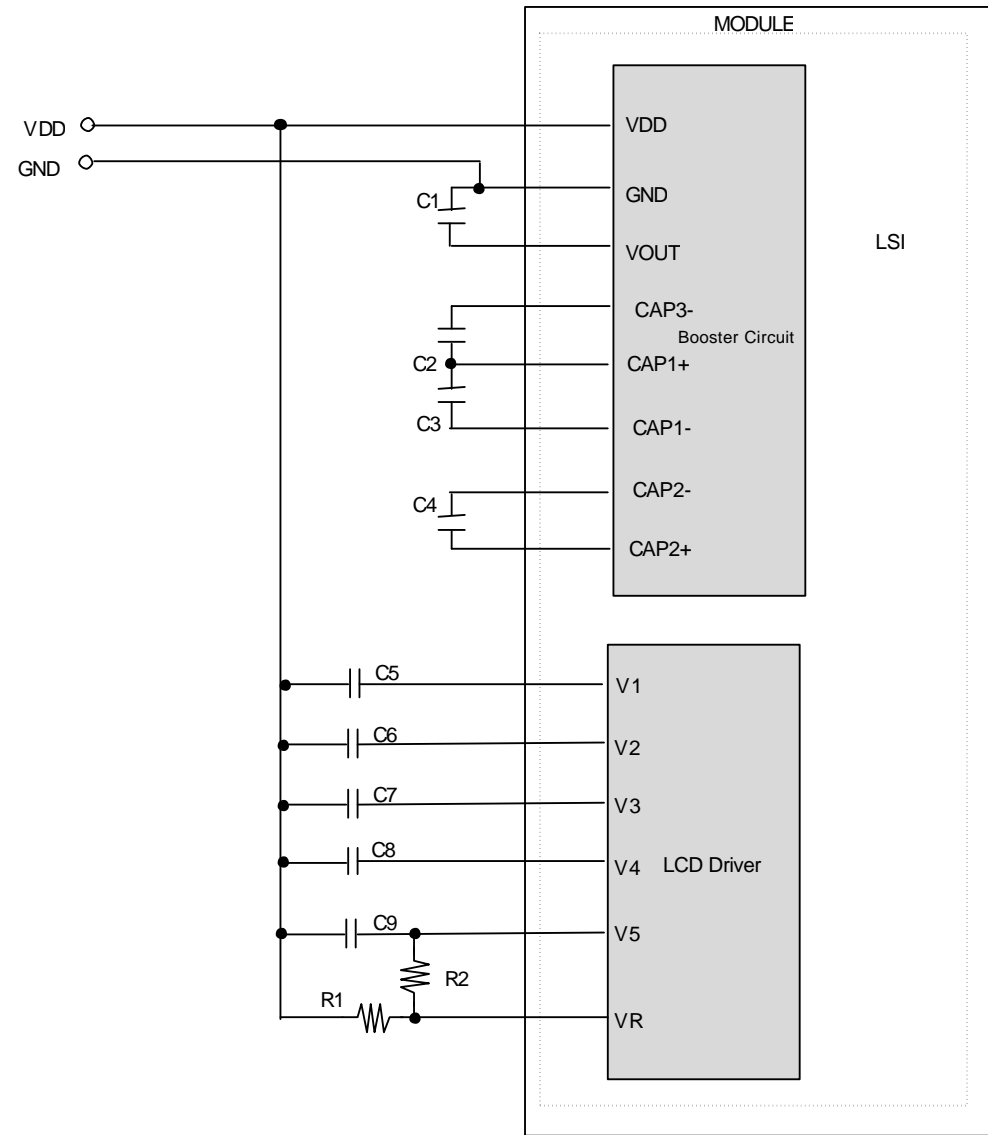 MODULE
VDD
VDD
GND
GND
C1
VOUT
LSI
CAP3-
Booster Circuit
C2
CAP1+
C3
CAP1-
C4
CAP2-
CAP2+
C5
V1
C6
V2
C7
V3
C8
V4
LCD Driver
C9
V5
R2
R1
VR